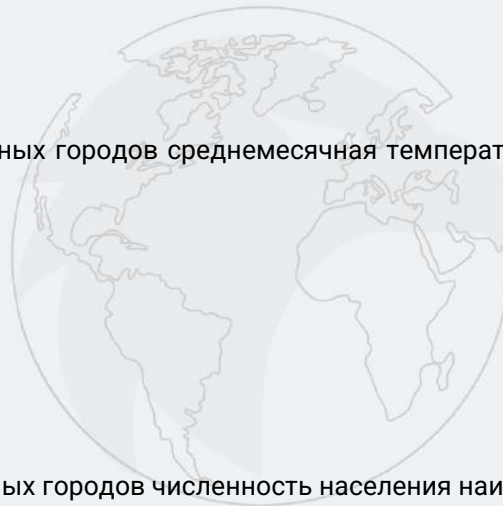 ных городов среднемесячная температ
ых городов численность населения наи